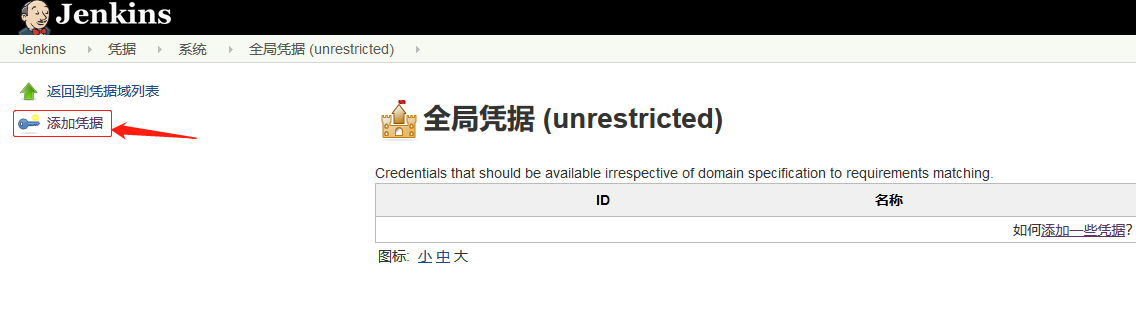 Jenkins
Jenkins 凭据 系统 全局凭据 (unrestricted)
返回到凭据域列表
添加凭据
全局凭据 (unrestricted)
Credentials that should be available irrespective of domain specification to requirements matching.
ID 名称
如何添加一些凭据?
图标: 小 中 大